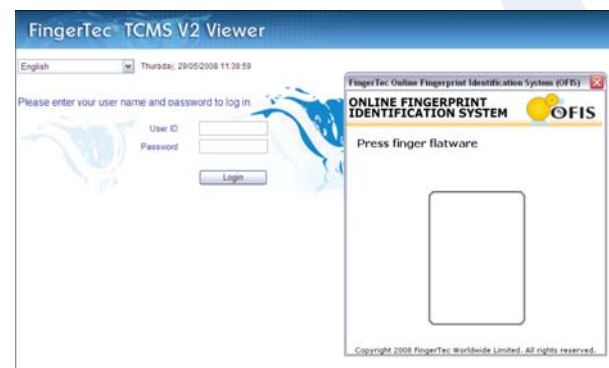 FingerTec TCMS V2 Viewer
English
Thursday, 29/05/2008 11:39:59
Please enter your user name and password to log in.
User ID
Password
Login
FingerTec Online Fingerprint Identification System (OFIS)
ONLINE FINGERPRINT
IDENTIFICATION SYSTEM
OFIS
Press finger flatware
Copyright 2008 FingerTec Worldwide Limited. All rights reserved.